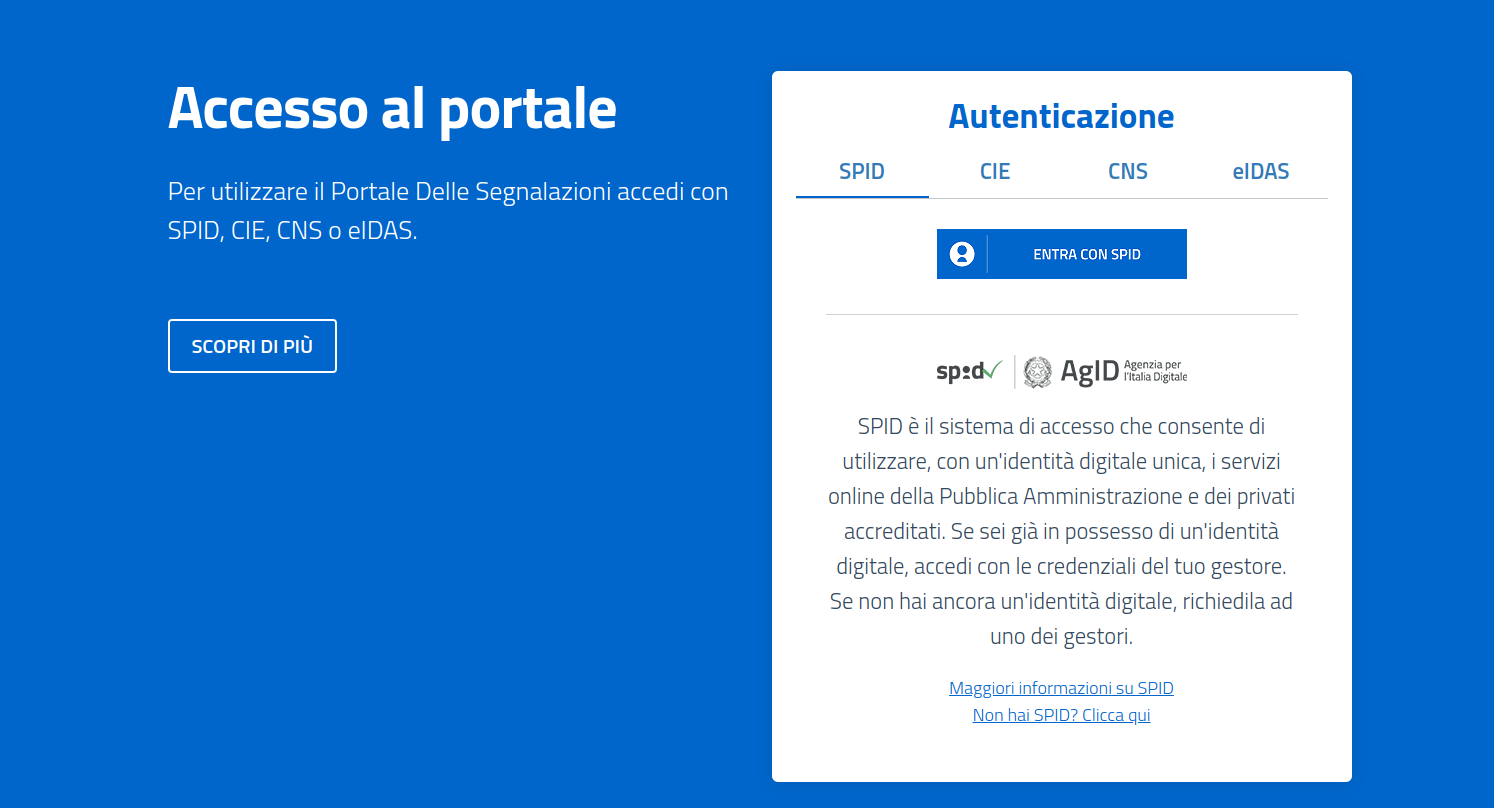 Accesso al portale
Per utilizzare il Portale Delle Segnalazioni accedi con
SPID, CIE, CNS o eIDAS.
SCOPRI DI PIÙ
Autenticazione
SPID CIE CNS eIDAS
ENTRA CON SPID
spid AgID Agenzia per
l'Italia Digitale
SPID è il sistema di accesso che consente di
utilizzare, con un'identità digitale unica, i servizi
online della Pubblica Amministrazione e dei privati
accreditati. Se sei già in possesso di un'identità
digitale, accedi con le credenziali del tuo gestore.
Se non hai ancora un'identità digitale, richiedila ad
uno dei gestori.
Maggiori informazioni su SPID
Non hai SPID? Clicca qui